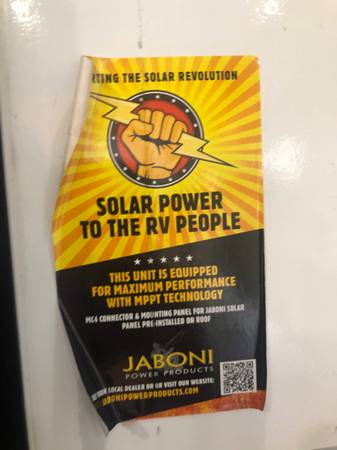 RTING THE SOLAR REVOLUTION
SOLAR POWER
TO THE RV PEOPLE
THIS UNIT IS EQUIPPED
FOR MAXIMUM PERFORMANCE
WITH MPPT TECHNOLOGY
MC4 CONNECTOR & MOUNTING PANEL FOR JABONI SOLAR
PANEL PRE-INSTALLED ON ROOF
JABONI
POWER PRODUCTS
YOUR LOCAL DEALER OR VISIT OUR WEBSITE:
JABONIPOWERPRODUCTS.COM